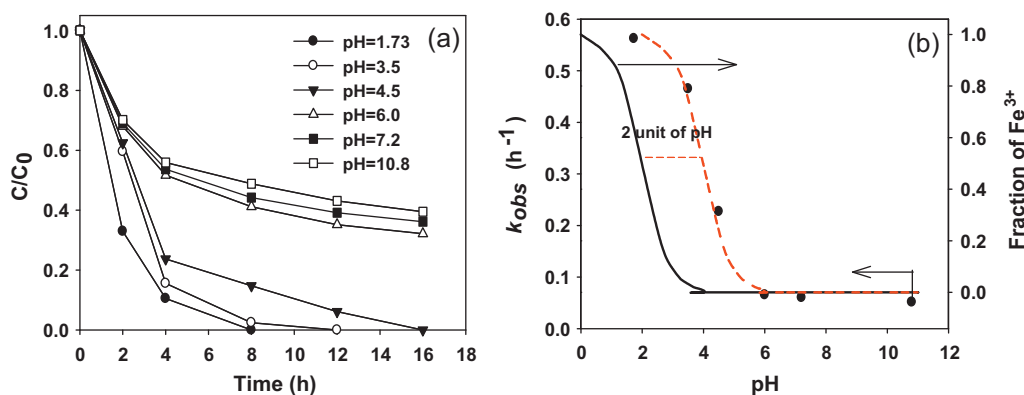 (a)
pH=1.73
pH=3.5
pH=4.5
pH=6.0
pH=7.2
pH=10.8
C/C0
1.0
0.8
0.6
0.4
0.2
0.0
0 2 4 6 8 10 12 14 16 18
Time (h)
(b)
2 unit of pH
kobs (h-1)
0.6
0.5
0.4
0.3
0.2
0.1
0.0
0 2 4 6 8 10 12
pH
1.0
0.8
0.6
0.4
0.2
0.0
Fraction of Fe3+